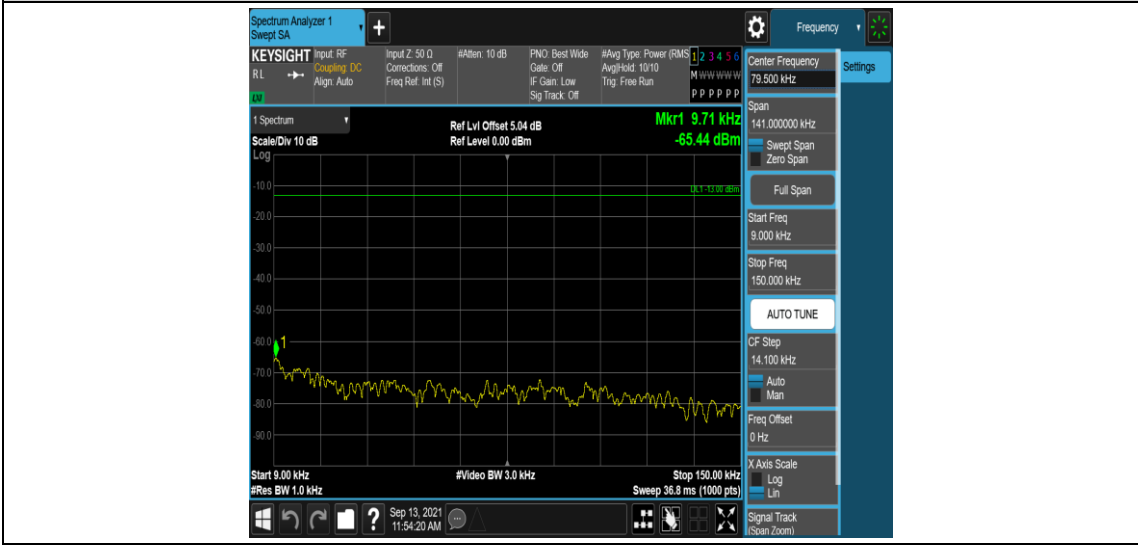 Spectrum Analyzer 1
Swept SA
+
Frequency
KEYSIGHT
RL
LM
Input: RF
Coupling: DC
Align: Auto
Input Z: 50 Ω
Corrections: Off
Freq Ref: Int (S)
#Atten: 10 dB
PNO: Best Wide
Gate: Off
IF Gain: Low
Sig Track: Off
#Avg Type: Power (RMS
Avg|Hold: 10/10
Trig: Free Run
1 2 3 4 5 6
M W W W W W
P P P P P P
1 Spectrum
Scale/Div 10 dB
Ref Lvl Offset 5.04 dB
Ref Level 0.00 dBm
Mkr1 9.71 kHz
-65.44 dBm
Log
DL1 -13.00 dBm
-10.0
-20.0
-30.0
-40.0
-50.0
-60.0
1
-70.0
-80.0
-90.0
Start 9.00 kHz
#Res BW 1.0 kHz
#Video BW 3.0 kHz
Stop 150.00 kHz
Sweep 36.8 ms (1000 pts)
Center Frequency
79.500 kHz
Settings
Span
141.000000 kHz
Swept Span
Zero Span
Full Span
Start Freq
9.000 kHz
Stop Freq
150.000 kHz
AUTO TUNE
CF Step
14.100 kHz
Auto
Man
Freq Offset
0 Hz
X Axis Scale
Log
Lin
Signal Track
(Span Zoom)
?
Sep 13, 2021
11:54:20 AM